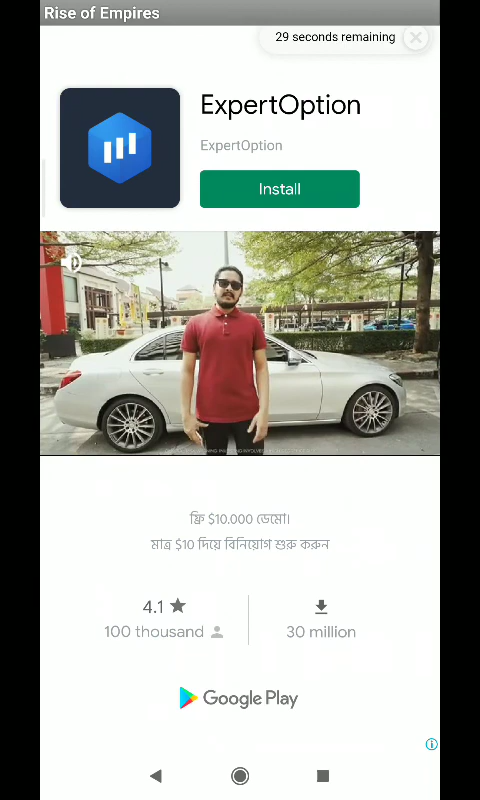 Rise of Empires
29 seconds remaining
ExpertOption
ExpertOption
Install
ফ্রি $10.000 ডেমো।
মাত্র $10 দিয়ে বিনিয়োগ শুরু করুন
4.1
100 thousand
30 million
Google Play